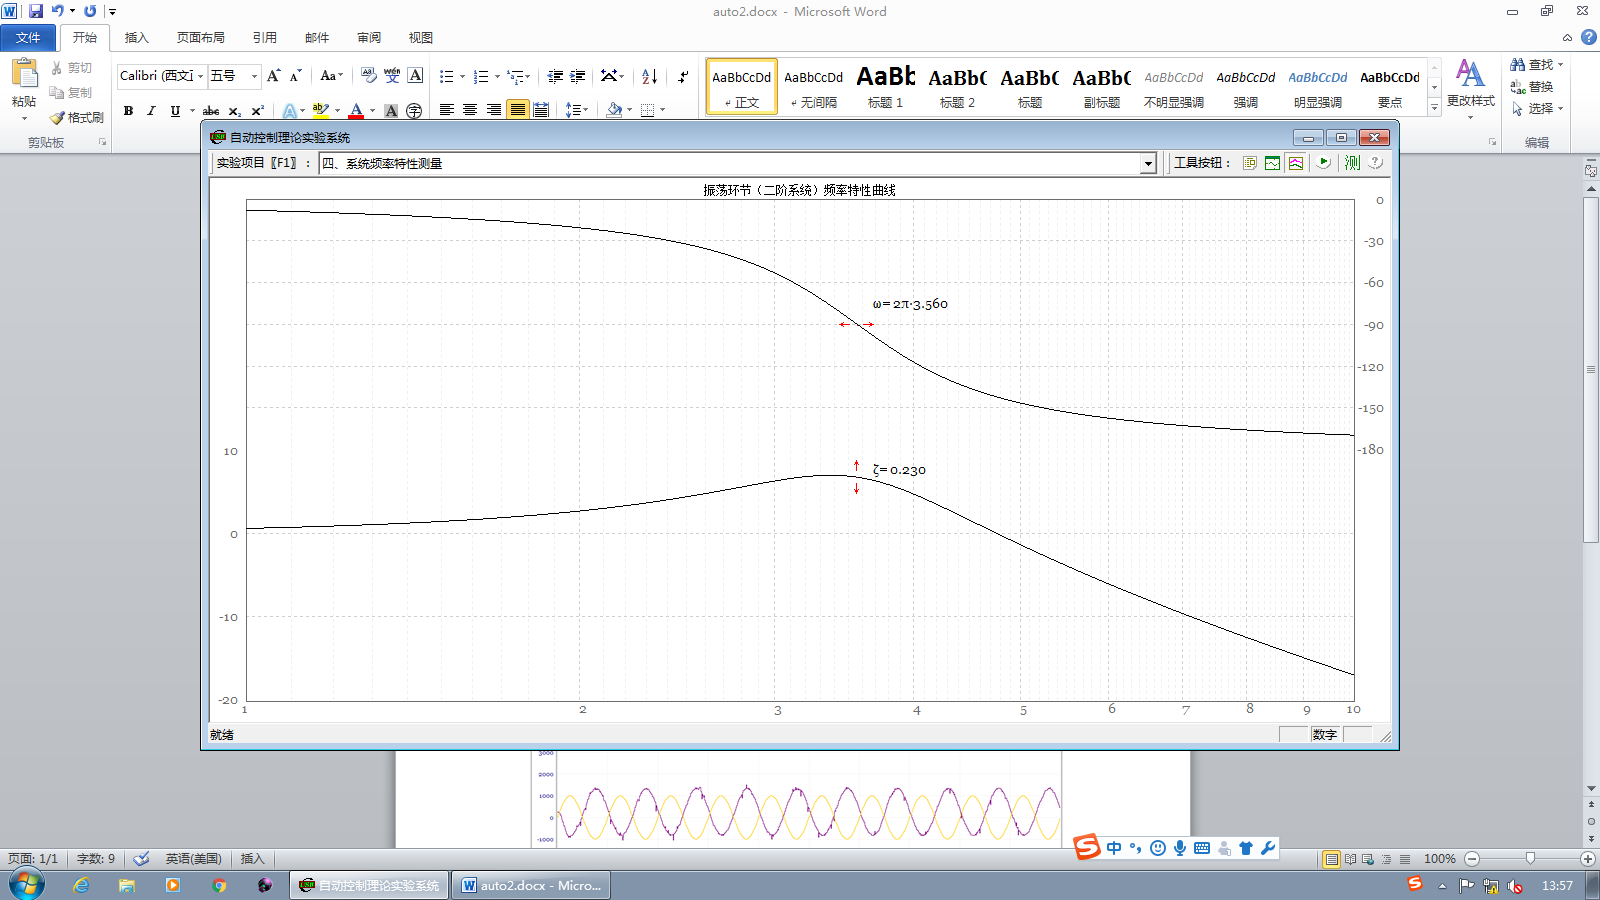 auto2.docx - Microsoft Word
文件 开始 插入 页面布局 引用 邮件 审阅 视图
粘贴 剪切 复制 格式刷 剪贴板
Calibri (西文正 五号
AaBbCcDd AaBbCcDd AaBb AaBbC AaBbC AaBbC AaBbCcDd AaBbCcDd AaBbCcDd AaBbCcDd
正文 无间隔 标题 1 标题 2 标题 副标题 不明显强调 强调 明显强调 要点
更改样式
查找
替换
选择
编辑
自动控制理论实验系统
实验项目〖F1〗: 四、系统频率特性测量 工具按钮: 测
振荡环节(二阶系统)频率特性曲线
0
-30
-60
ω=2π·3.560
-90
-120
-150
10 -180
ζ=0.230
0
-10
-20
1 2 3 4 5 6 7 8 9 10
就绪 数字
3000
2000
1000
0
-1000
中
页面: 1/1 字数: 9 英语(美国) 插入 100%
自动控制理论实验系统 auto2.docx - Micro... 13:57